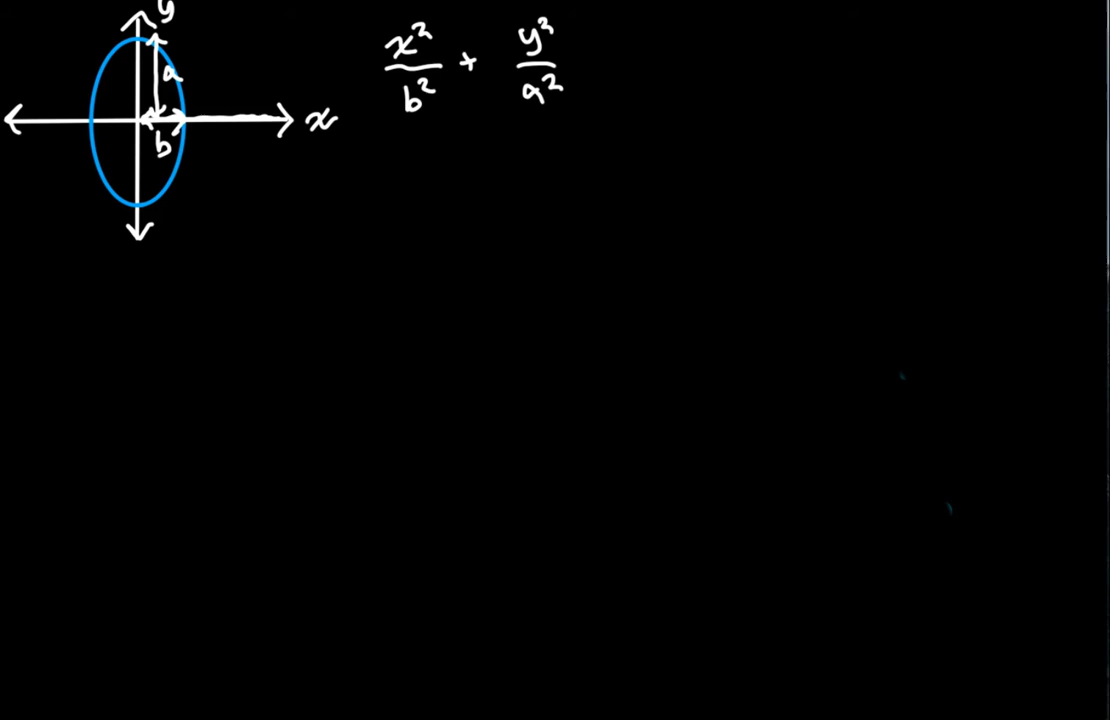 y
a
x
b
x²/b² + y²/a²